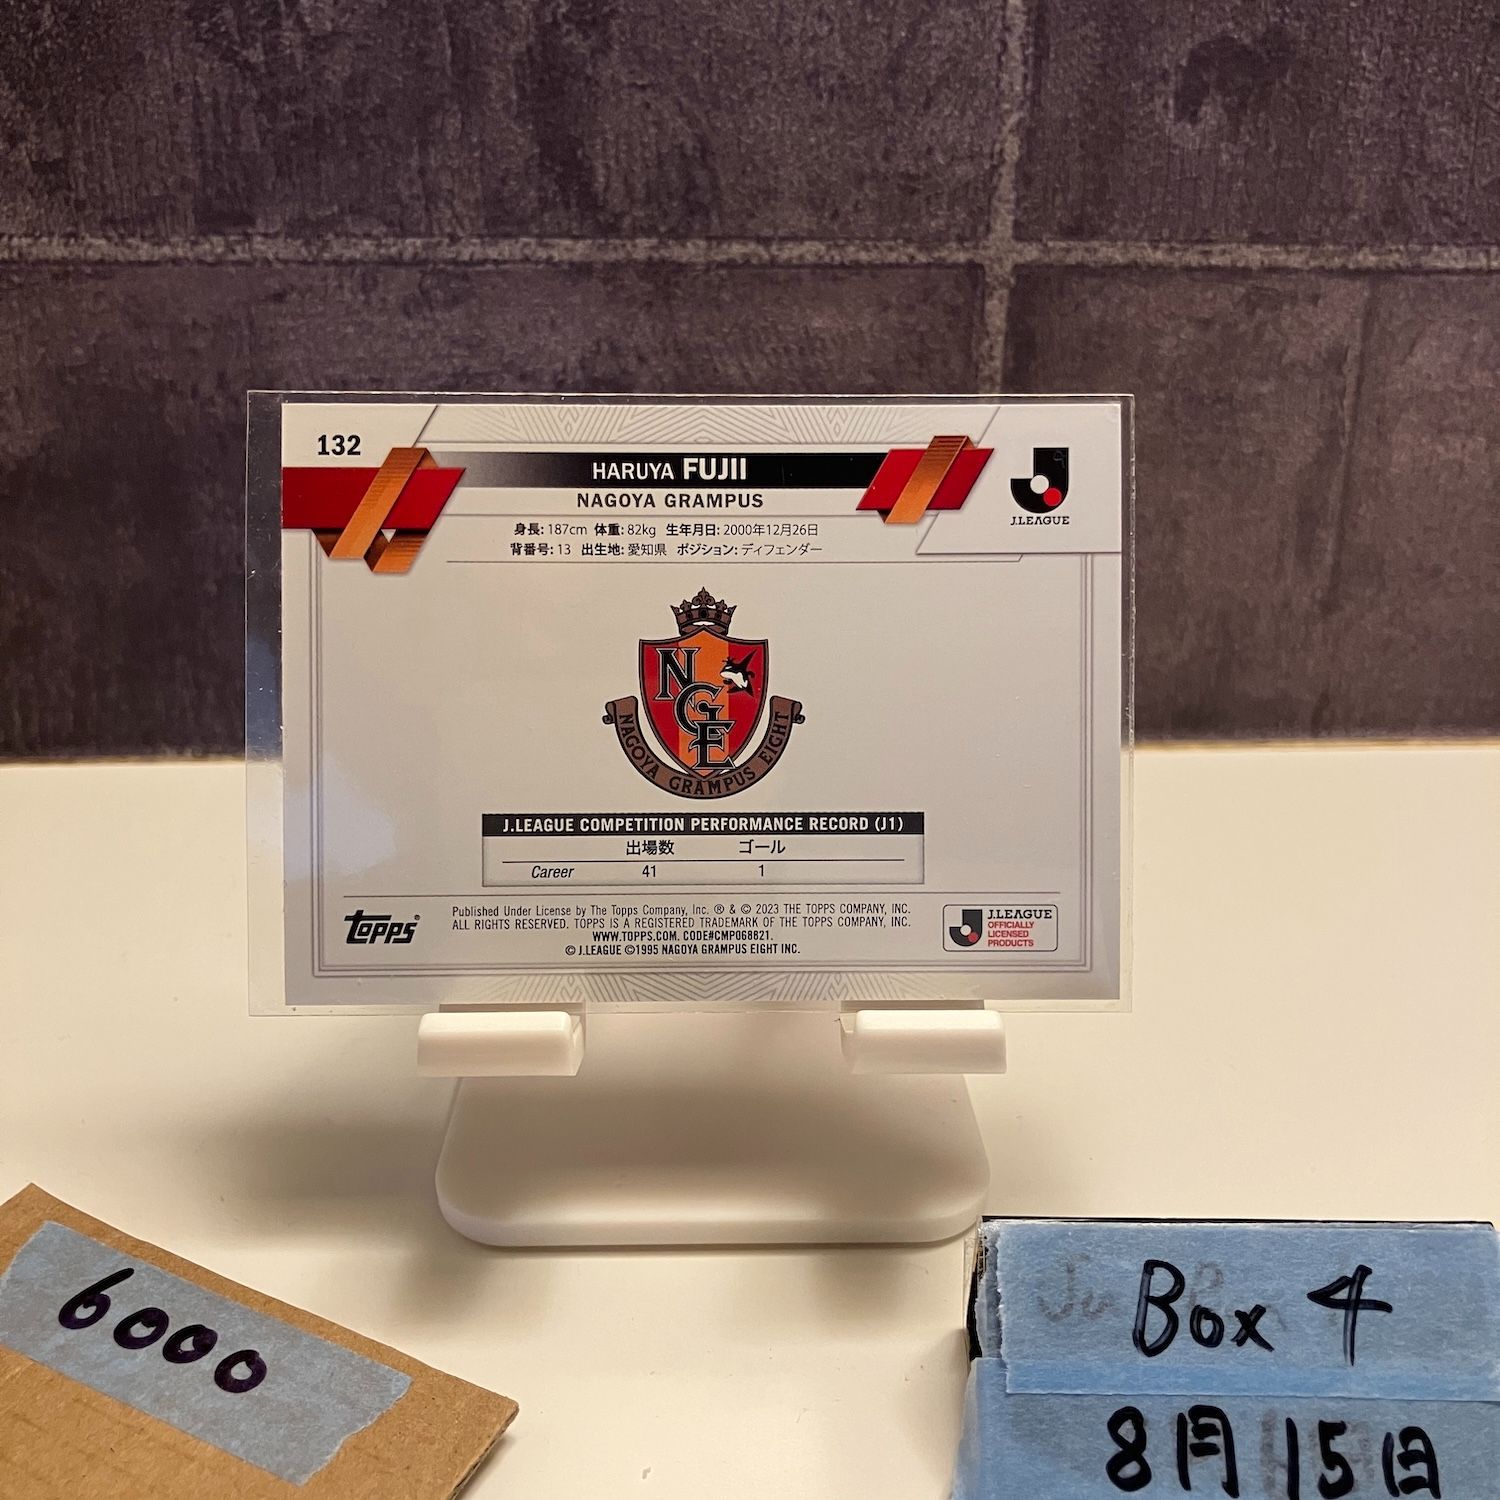 132
HARUYA FUJII
NAGOYA GRAMPUS
身長: 187cm 体重: 82kg 生年月日: 2000年12月26日
背番号: 13 出生地: 愛知県 ポジション: ディフェンダー
J.LEAGUE
NGE
NAGOYA GRAMPUS EIGHT
J.LEAGUE COMPETITION PERFORMANCE RECORD (J1)
出場数 ゴール
Career 41 1
TOPPS®
Published Under License by The Topps Company, Inc. ® & © 2023 THE TOPPS COMPANY, INC.
ALL RIGHTS RESERVED. TOPPS IS A REGISTERED TRADEMARK OF THE TOPPS COMPANY, INC.
WWW.TOPPS.COM. CODE#CMP068821.
© J.LEAGUE ©1995 NAGOYA GRAMPUS EIGHT INC.
J.LEAGUE
OFFICIALLY
LICENSED
PRODUCTS
6000
Box 4
8月15日